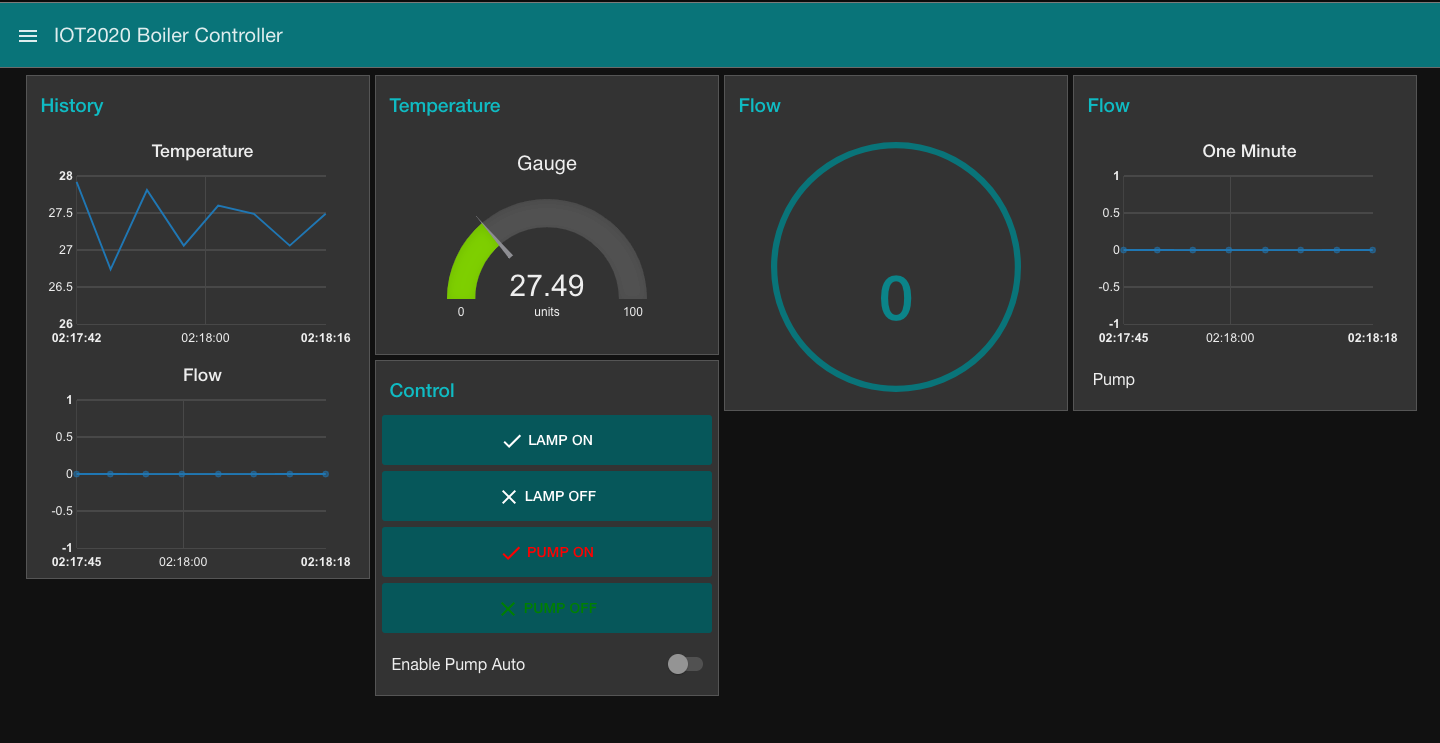 IOT2020 Boiler Controller
History
Temperature
28
27.5
27
26.5
26
02:17:42 02:18:00 02:18:16
Flow
1
0.5
0
-0.5
-1
02:17:45 02:18:00 02:18:18
Temperature
Gauge
27.49
0 units 100
Control
LAMP ON
LAMP OFF
PUMP ON
PUMP OFF
Enable Pump Auto
Flow
0
Flow
One Minute
1
0.5
0
-0.5
-1
02:17:45 02:18:00 02:18:18
Pump